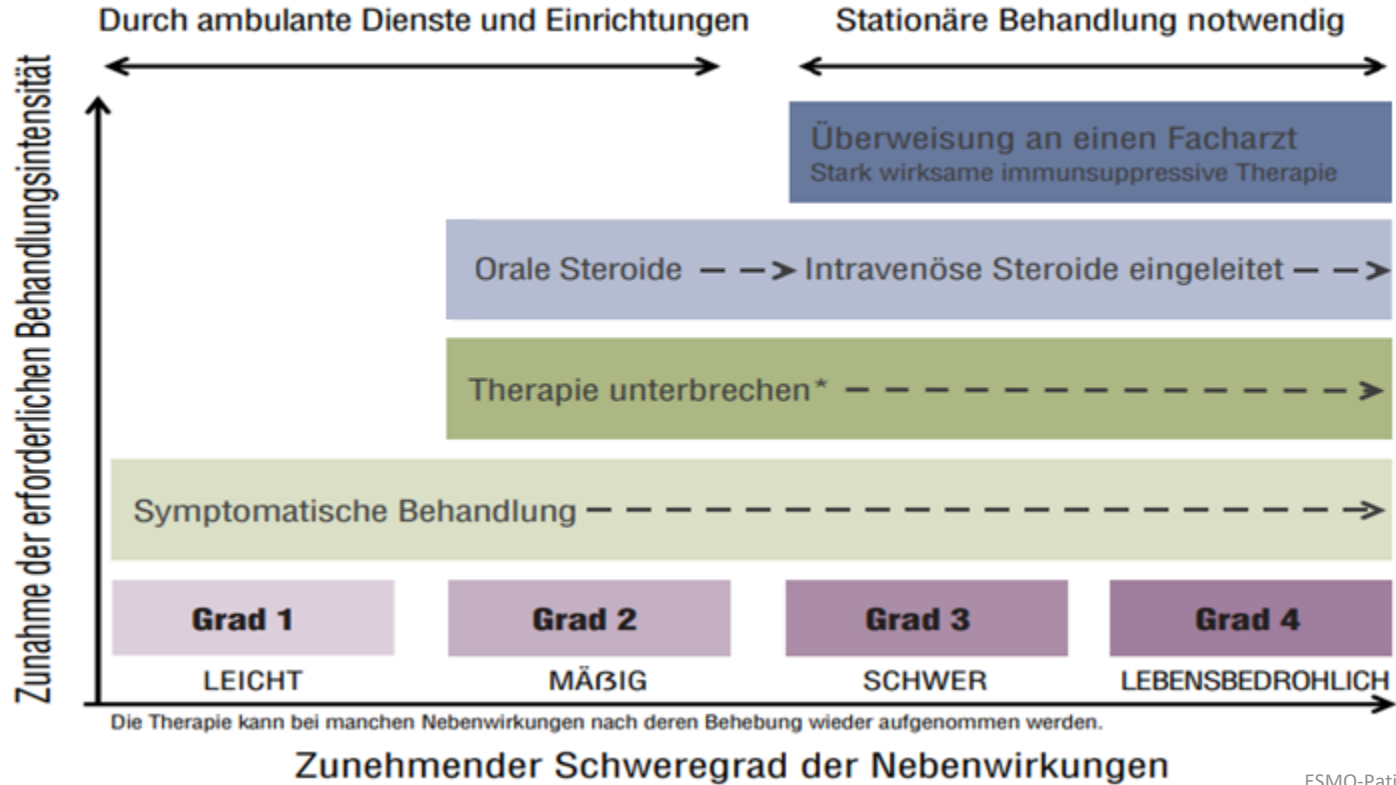 Durch ambulante Dienste und Einrichtungen
Stationäre Behandlung notwendig
Zunahme der erforderlichen Behandlungsintensität
Überweisung an einen Facharzt
Stark wirksame immunsuppressive Therapie
Orale Steroide
Intravenöse Steroide eingeleitet
Therapie unterbrechen*
Symptomatische Behandlung
Grad 1
Grad 2
Grad 3
Grad 4
LEICHT
MÄẞIG
SCHWER
LEBENSBEDROHLICH
Die Therapie kann bei manchen Nebenwirkungen nach deren Behebung wieder aufgenommen werden.
Zunehmender Schweregrad der Nebenwirkungen
ESMO-Pati